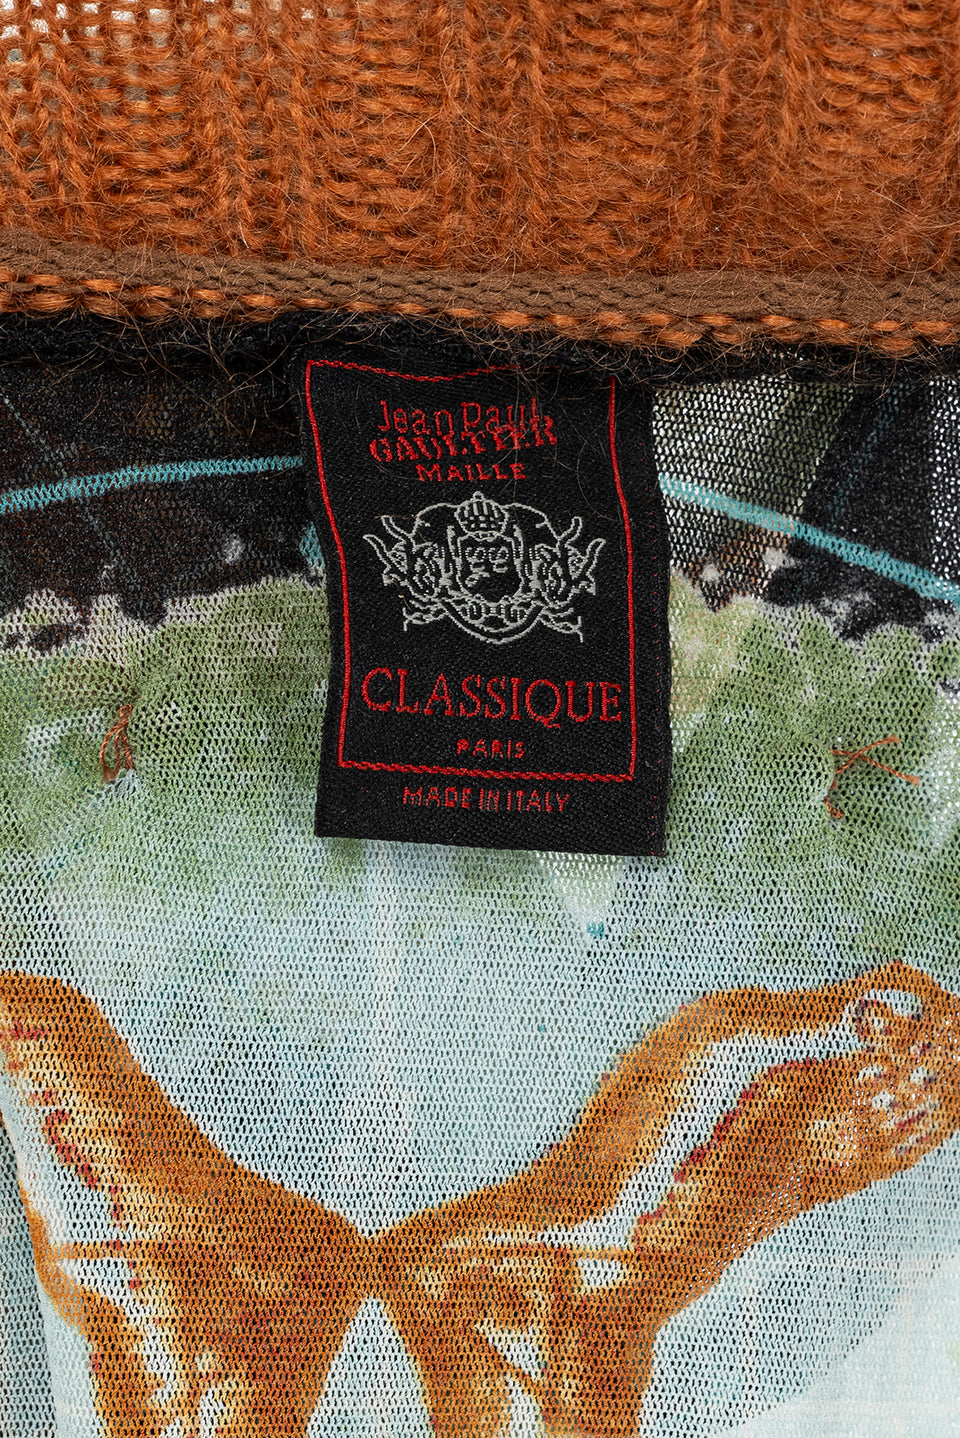 Jean Paul
GAULTIER
MAILLE
CLASSIQUE
PARIS
MADE IN ITALY